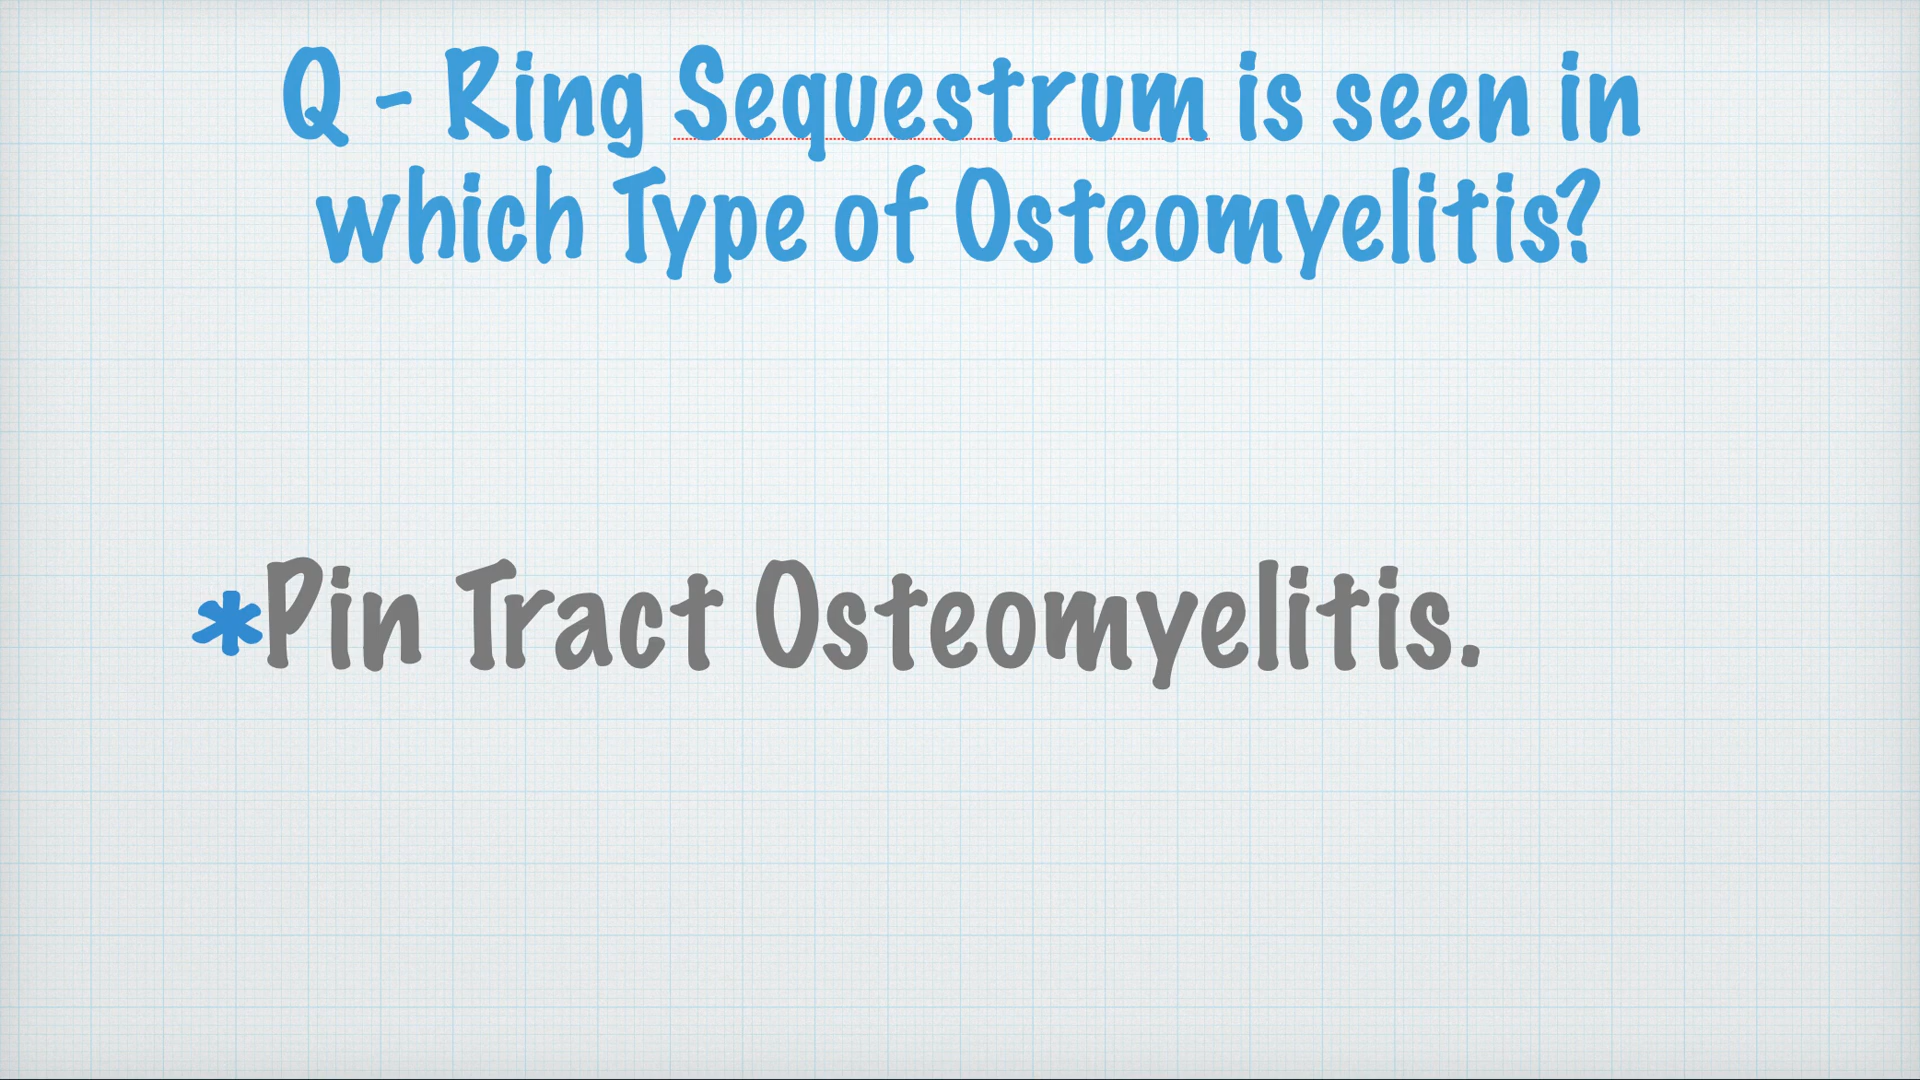 Q - Ring Sequestrum is seen in
which Type of Osteomyelitis?
*Pin Tract Osteomyelitis.